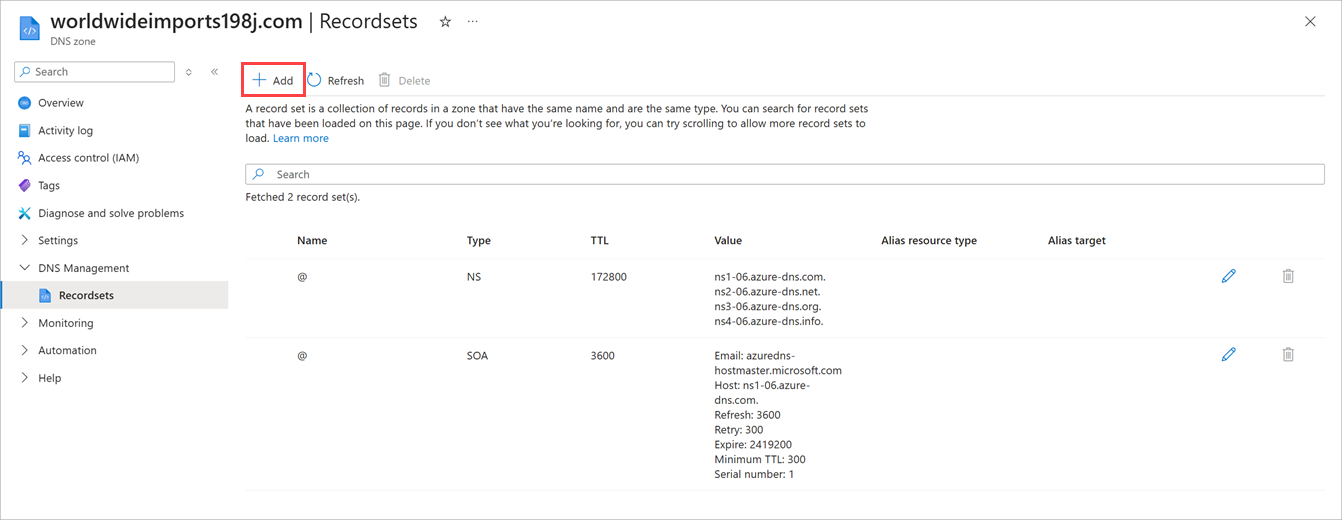 worldwideimports198j.com | Recordsets
DNS zone
Search
Overview
Activity log
Access control (IAM)
Tags
Diagnose and solve problems
Settings
DNS Management
Recordsets
Monitoring
Automation
Help
Add Refresh Delete
A record set is a collection of records in a zone that have the same name and are the same type. You can search for record sets
that have been loaded on this page. If you don't see what you're looking for, you can try scrolling to allow more record sets to
load. Learn more
Search
Fetched 2 record set(s).
Name Type TTL Value Alias resource type Alias target
@ NS 172800 ns1-06.azure-dns.com.
ns2-06.azure-dns.net.
ns3-06.azure-dns.org.
ns4-06.azure-dns.info.
@ SOA 3600 Email: azuredns-
hostmaster.microsoft.com
Host: ns1-06.azure-
dns.com.
Refresh: 3600
Retry: 300
Expire: 2419200
Minimum TTL: 300
Serial number: 1